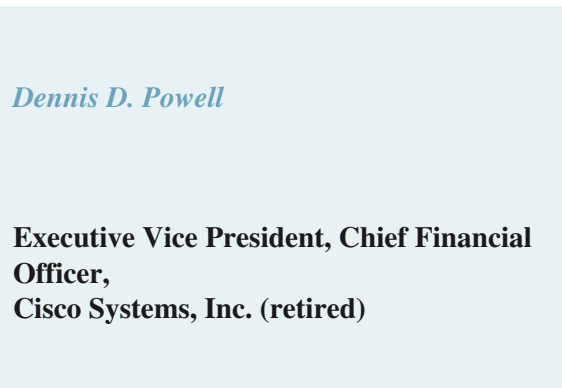 Dennis D. Powell
Executive Vice President, Chief Financial
Officer,
Cisco Systems, Inc. (retired)